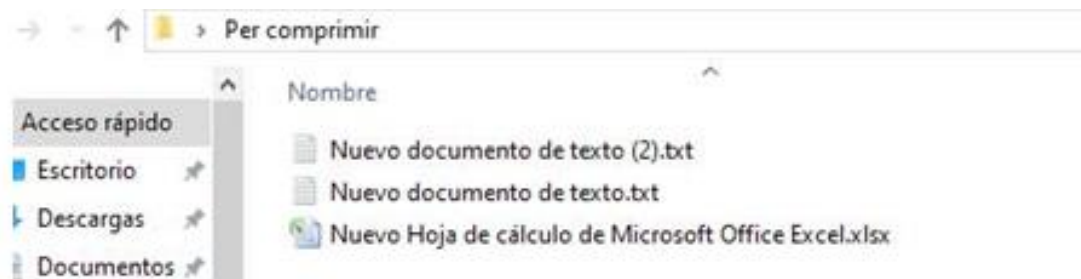 Per comprimir
Nombre
Acceso rápido
Escritorio
Descargas
Documentos
Nuevo documento de texto (2).txt
Nuevo documento de texto.txt
Nuevo Hoja de cálculo de Microsoft Office Excel.xlsx